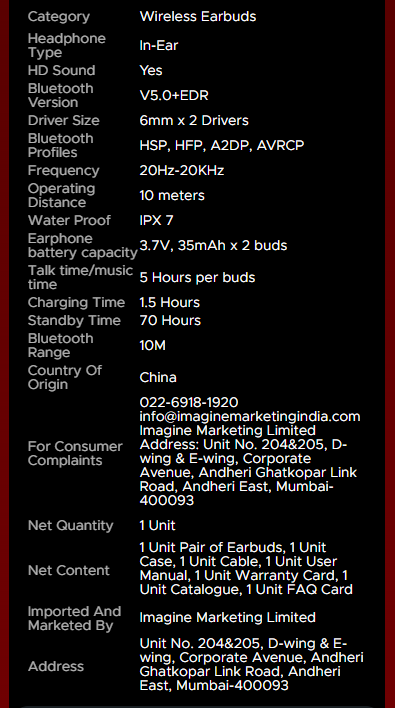 Category Wireless Earbuds
Headphone
Type In-Ear
HD Sound Yes
Bluetooth
Version V5.0+EDR
Driver Size 6mm x 2 Drivers
Bluetooth
Profiles HSP, HFP, A2DP, AVRCP
Frequency 20Hz-20KHz
Operating
Distance 10 meters
Water Proof IPX 7
Earphone
battery capacity 3.7V, 35mAh x 2 buds
Talk time/music
time 5 Hours per buds
Charging Time 1.5 Hours
Standby Time 70 Hours
Bluetooth
Range 10M
Country Of
Origin China
For Consumer
Complaints
022-6918-1920
info@imaginemarketingindia.com
Imagine Marketing Limited
Address: Unit No. 204&205, D-
wing & E-wing, Corporate
Avenue, Andheri Ghatkopar Link
Road, Andheri East, Mumbai-
400093
Net Quantity 1 Unit
Net Content
1 Unit Pair of Earbuds, 1 Unit
Case, 1 Unit Cable, 1 Unit User
Manual, 1 Unit Warranty Card, 1
Unit Catalogue, 1 Unit FAQ Card
Imported And
Marketed By Imagine Marketing Limited
Address
Unit No. 204&205, D-wing & E-
wing, Corporate Avenue, Andheri
Ghatkopar Link Road, Andheri
East, Mumbai-400093